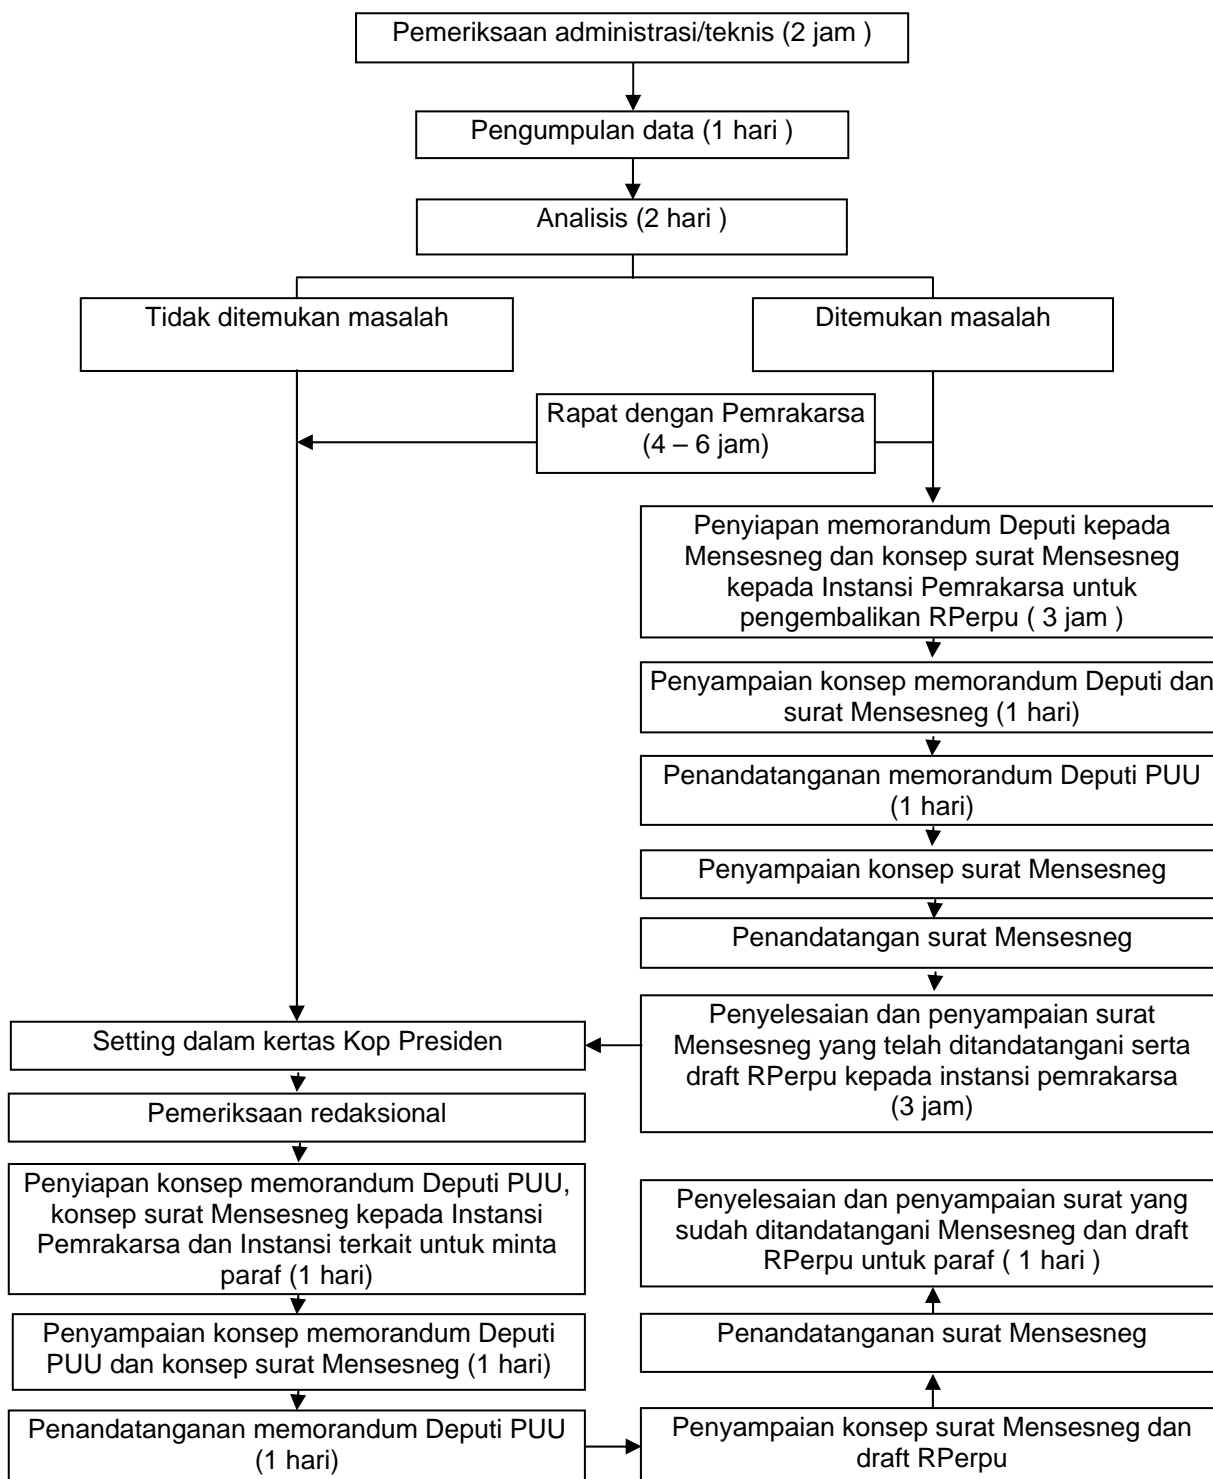 Pemeriksaan administrasi/teknis (2 jam )
Pengumpulan data (1 hari )
Analisis (2 hari )
Tidak ditemukan masalah
Ditemukan masalah
Rapat dengan Pemrakarsa
(4 – 6 jam)
Penyiapan memorandum Deputi kepada
Mensesneg dan konsep surat Mensesneg
kepada Instansi Pemrakarsa untuk
pengembalikan RPerpu ( 3 jam )
Penyampaian konsep memorandum Deputi dan
surat Mensesneg (1 hari)
Penandatanganan memorandum Deputi PUU
(1 hari)
Penyampaian konsep surat Mensesneg
Penandatangan surat Mensesneg
Penyelesaian dan penyampaian surat
Mensesneg yang telah ditandatangani serta
draft RPerpu kepada instansi pemrakarsa
(3 jam)
Setting dalam kertas Kop Presiden
Pemeriksaan redaksional
Penyiapan konsep memorandum Deputi PUU,
konsep surat Mensesneg kepada Instansi
Pemrakarsa dan Instansi terkait untuk minta
paraf (1 hari)
Penyampaian konsep memorandum Deputi
PUU dan konsep surat Mensesneg (1 hari)
Penandatanganan memorandum Deputi PUU
(1 hari)
Penyampaian konsep surat Mensesneg dan
draft RPerpu
Penandatanganan surat Mensesneg
Penyelesaian dan penyampaian surat yang
sudah ditandatangani Mensesneg dan draft
RPerpu untuk paraf ( 1 hari )